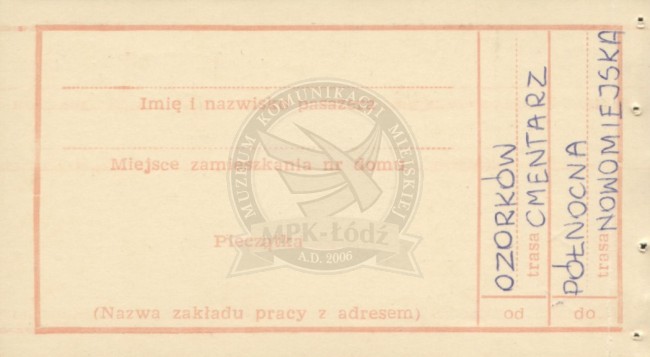 Imię i nazwisko pasażera
Miejsce zamieszkania nr domu
Pieczątka
(Nazwa zakładu pracy z adresem)
od
OZORKÓW
trasa
CMENTARZ
do
PÓŁNOCNA
trasa
NOWOMIEJSKA
MUZEUM KOMUNIKACJI MIEJSKIEJ
MPK-Łódź
A.D. 2006